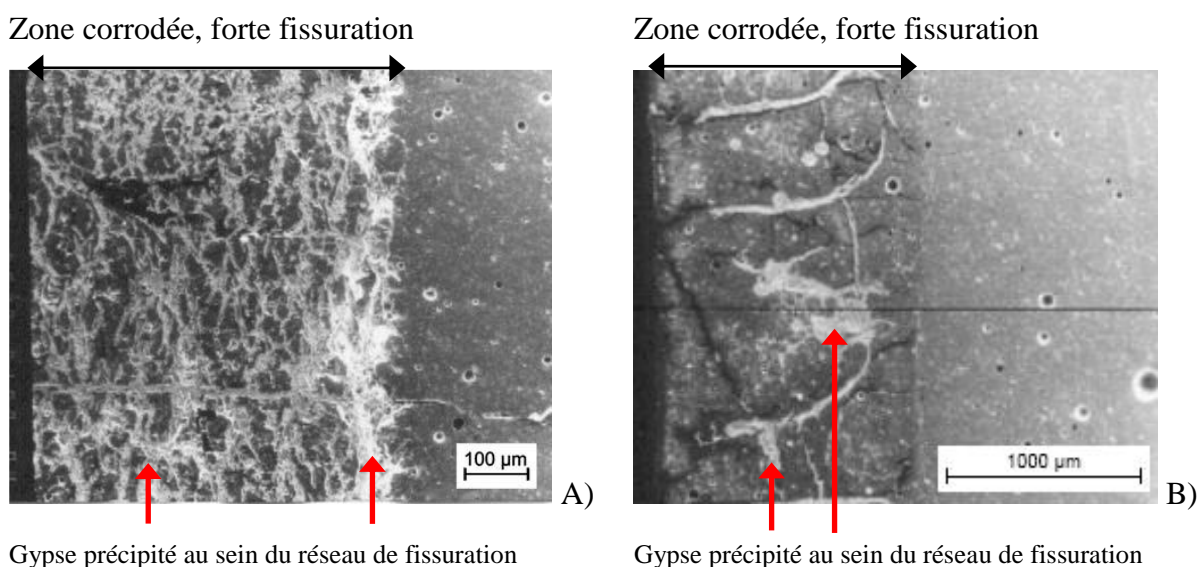 Zone corrodée, forte fissuration
Zone corrodée, forte fissuration
100 µm
A)
1000 µm
B)
Gypse précipité au sein du réseau de fissuration
Gypse précipité au sein du réseau de fissuration